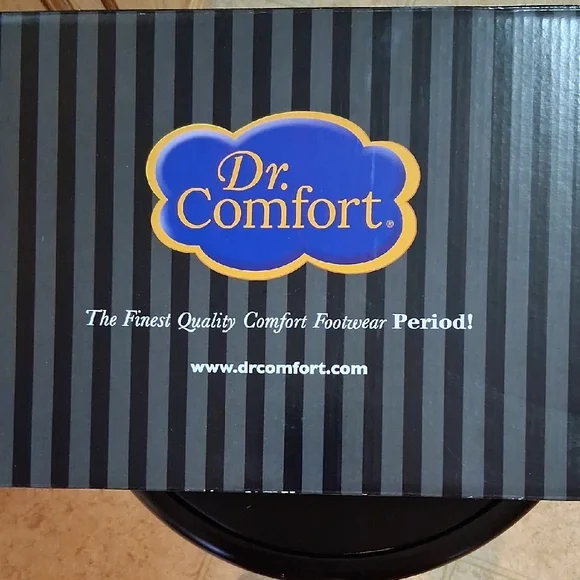 Dr.
Comfort®
The Finest Quality Comfort Footwear Period!
www.drcomfort.com